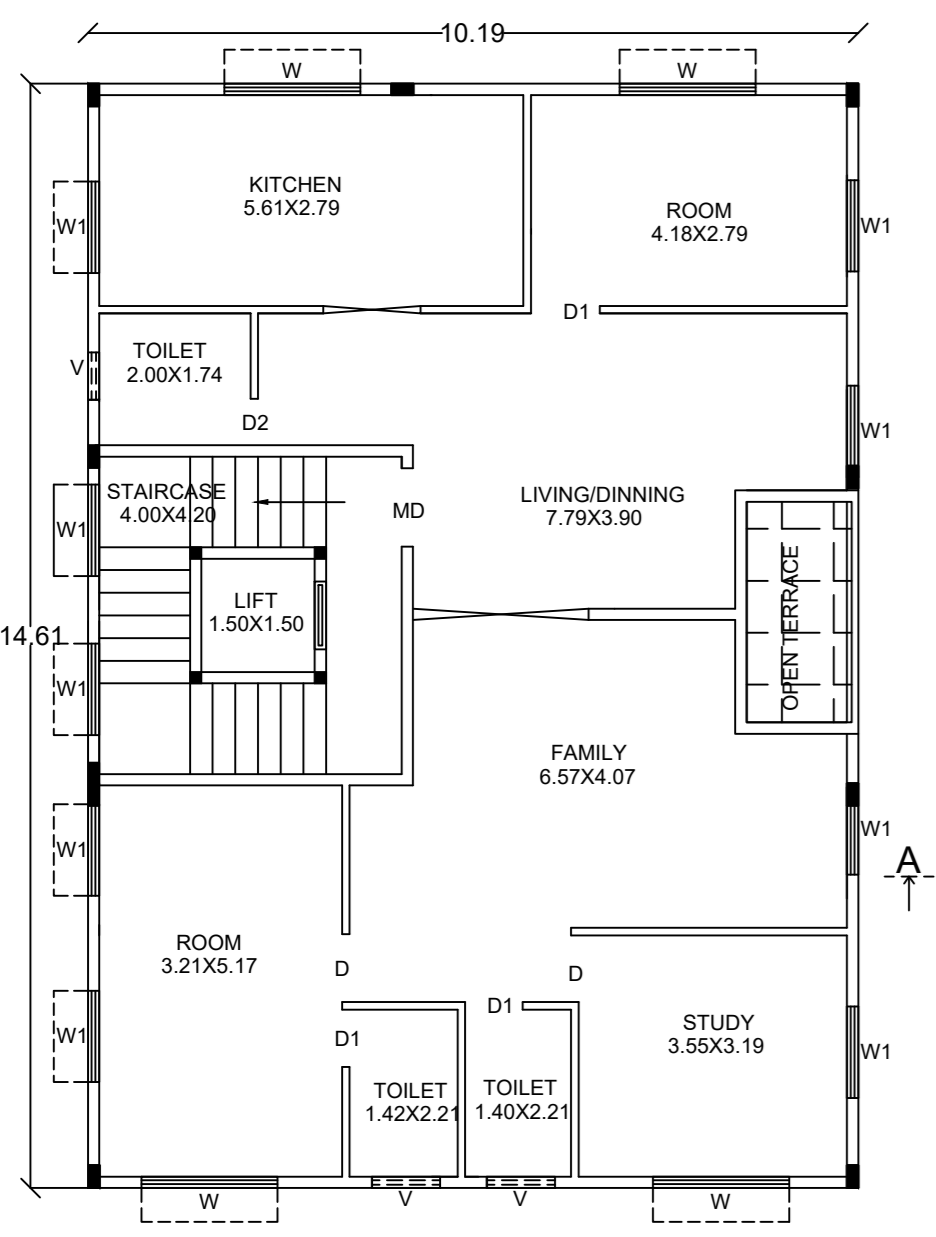 10.19
W
W
KITCHEN
5.61X2.79
ROOM
4.18X2.79
W1
W1
D1
TOILET
2.00X1.74
V
D2
W1
STAIRCASE
4.00X4.20
MD
LIVING/DINNING
7.79X3.90
W1
OPEN TERRACE
LIFT
1.50X1.50
14.61
W1
FAMILY
6.57X4.07
W1
W1
A
ROOM
3.21X5.17
D
D
D1
STUDY
3.55X3.19
W1
D1
W1
TOILET
1.42X2.21
TOILET
1.40X2.21
W
V
V
W